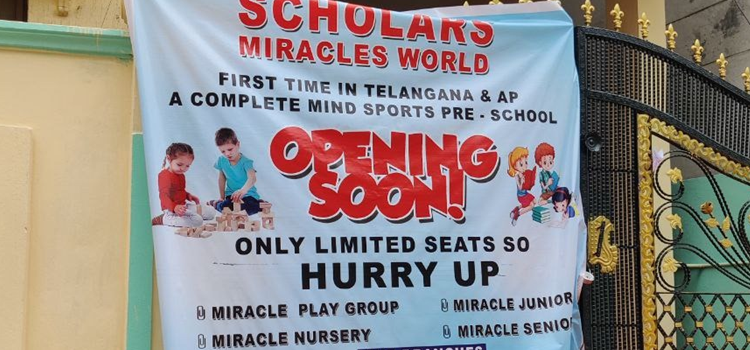 SCHOLARS
MIRACLES WORLD
FIRST TIME IN TELANGANA & AP
A COMPLETE MIND SPORTS PRE - SCHOOL
OPENING
SOON!
ONLY LIMITED SEATS SO
HURRY UP
MIRACLE PLAY GROUP
MIRACLE JUNIOR
MIRACLE NURSERY
MIRACLE SENIOR